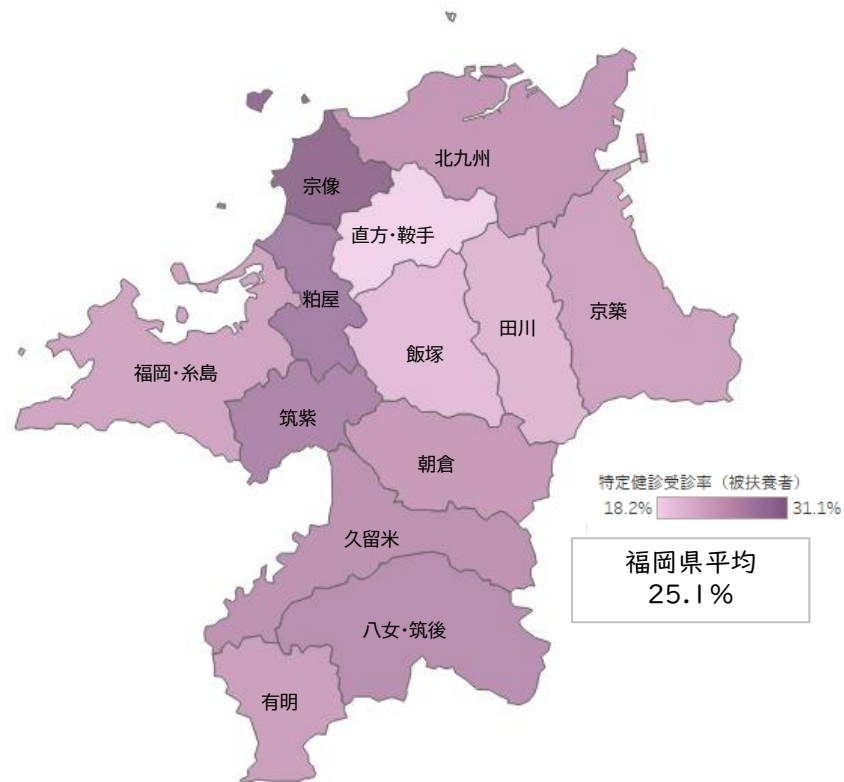 北九州
宗像
直方・鞍手
粕屋
田川
京築
飯塚
福岡・糸島
筑紫
朝倉
特定健診受診率（被扶養者）
18.2%
31.1%
久留米
福岡県平均
25.1%
八女・筑後
有明